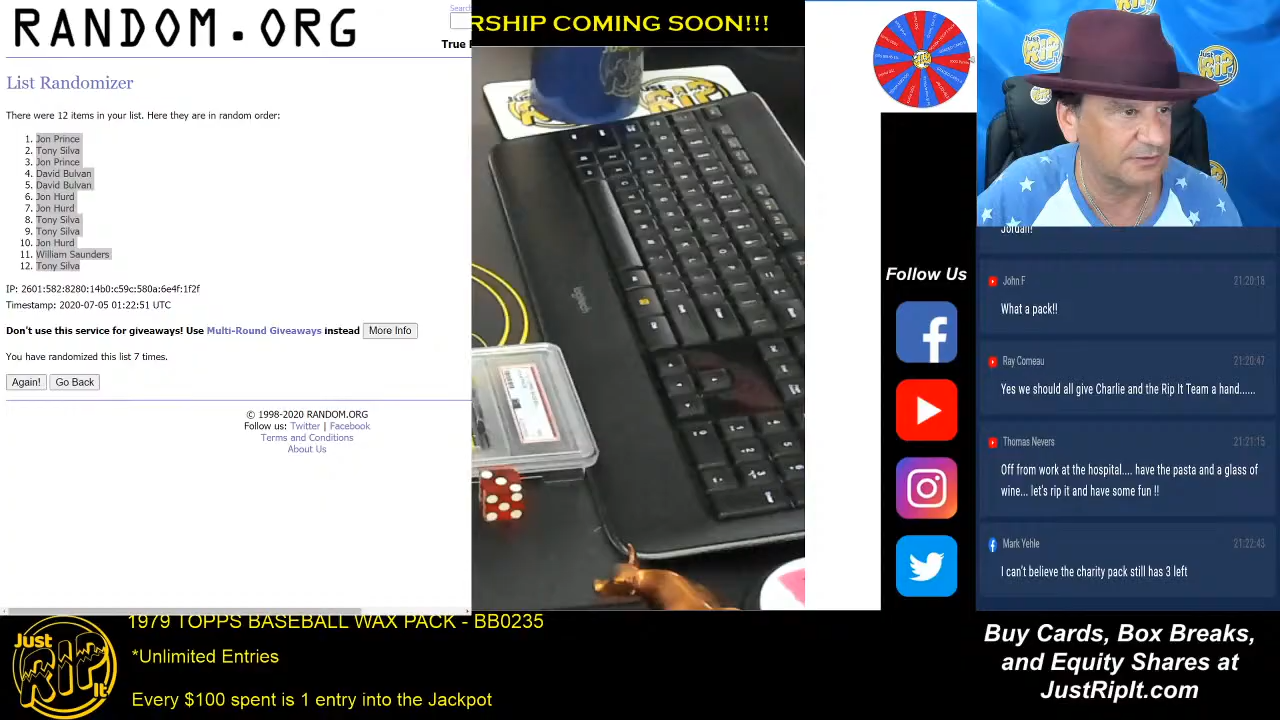 RANDOM.ORG
Search
True
RSHIP COMING SOON!!!
List Randomizer
There were 12 items in your list. Here they are in random order:
1. Jon Prince
2. Tony Silva
3. Jon Prince
4. David Bulvan
5. David Bulvan
6. Jon Hurd
7. Jon Hurd
8. Tony Silva
9. Tony Silva
10. Jon Hurd
11. William Saunders
12. Tony Silva
IP: 2601:582:8280:14b0:c59c:580a:6e4f:1f2f
Timestamp: 2020-07-05 01:22:51 UTC
Don't use this service for giveaways! Use Multi-Round Giveaways instead More Info
You have randomized this list 7 times.
Again! Go Back
© 1998-2020 RANDOM.ORG
Follow us: Twitter | Facebook
Terms and Conditions
About Us
logitech
Follow Us
Jordan!
John F 21:20:16
What a pack!!
Ray Comeau 21:20:47
Yes we should all give Charlie and the Rip It Team a hand......
Thomas Nevers 21:21:15
Off from work at the hospital.... have the pasta and a glass of
wine... let's rip it and have some fun !!
Mark Yehle 21:22:43
I can't believe the charity pack still has 3 left
Just
RIP
It
1979 TOPPS BASEBALL WAX PACK - BB0235
*Unlimited Entries
Every $100 spent is 1 entry into the Jackpot
Buy Cards, Box Breaks,
and Equity Shares at
JustRipIt.com